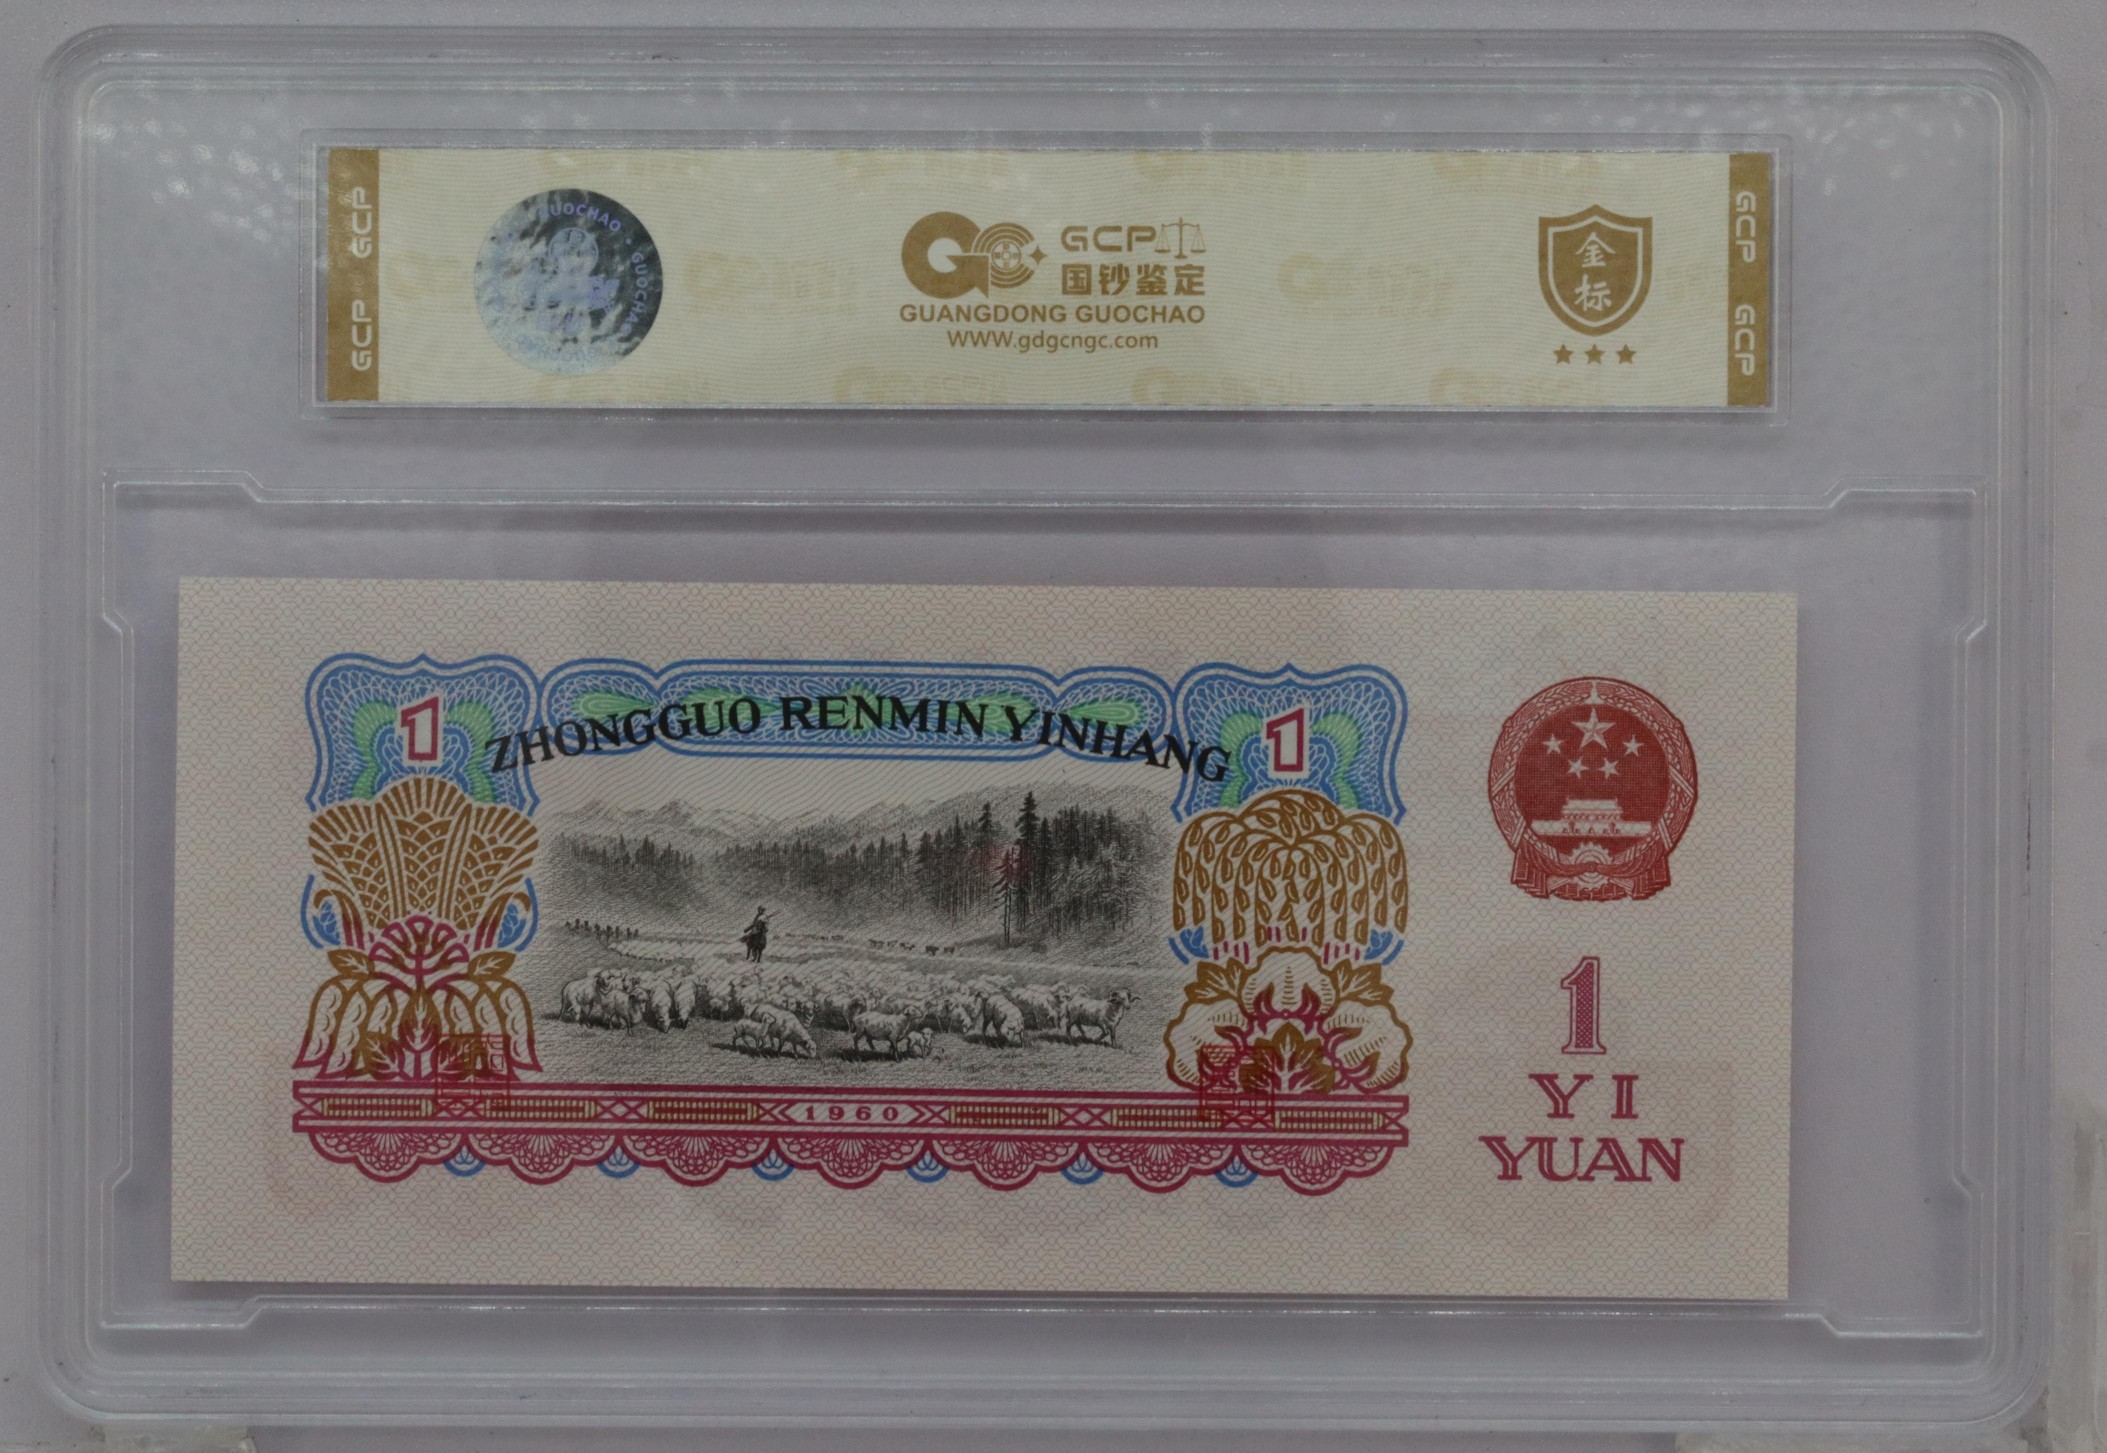 GCP GCP
GUOCHAO · GUOCHAO
GCP
国钞鉴定
GUANGDONG GUOCHAO
WWW.gdgcngc.com
金标
GCP GCP
1
ZHONGGUO RENMIN YINHANG
1
1960
1
YI
YUAN